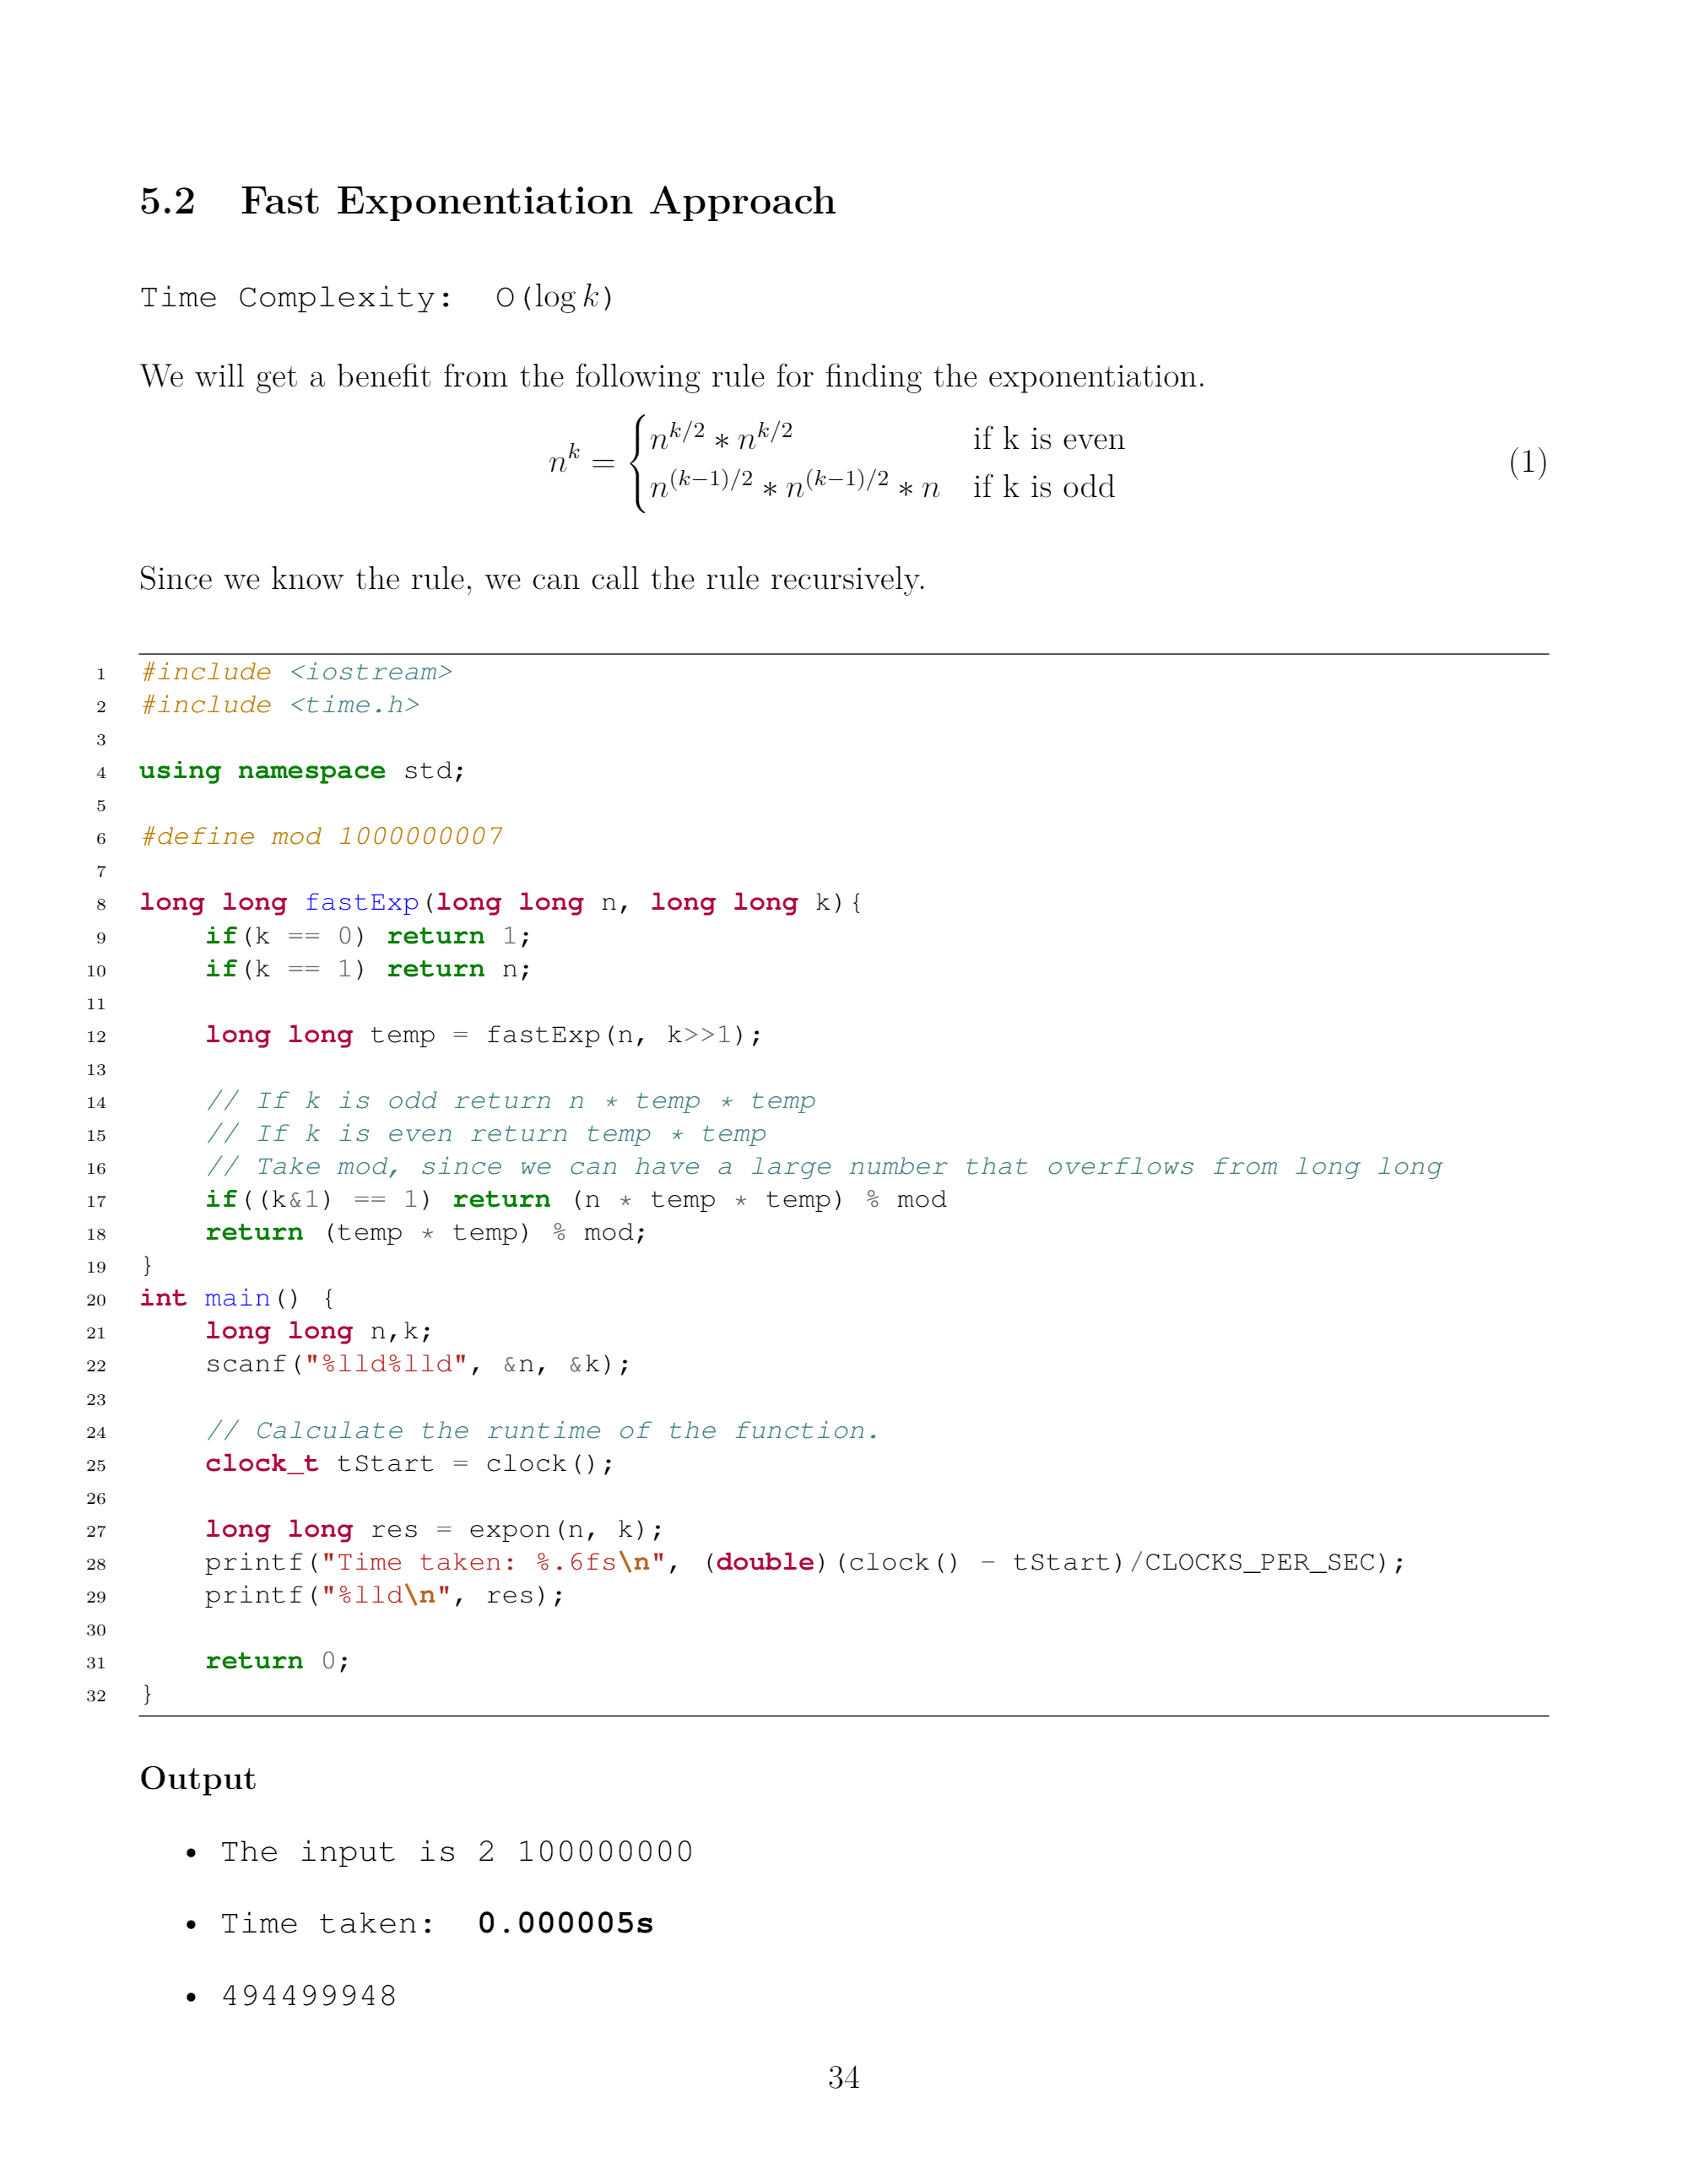 5.2 Fast Exponentiation Approach
Time Complexity: O(log k)
We will get a benefit from the following rule for finding the exponentiation.
n^k = { n^{k/2} * n^{k/2} if k is even
n^{(k−1)/2} * n^{(k−1)/2} * n if k is odd (1)
Since we know the rule, we can call the rule recursively.
1 #include <iostream>
2 #include <time.h>
3
4 using namespace std;
5
6 #define mod 1000000007
7
8 long long fastExp(long long n, long long k){
9     if(k == 0) return 1;
10     if(k == 1) return n;
11
12     long long temp = fastExp(n, k>>1);
13
14     // If k is odd return n * temp * temp
15     // If k is even return temp * temp
16     // Take mod, since we can have a large number that overflows from long long
17     if((k&1) == 1) return (n * temp * temp) % mod
18     return (temp * temp) % mod;
19 }
20 int main() {
21     long long n,k;
22     scanf("%lld%lld", &n, &k);
23
24     // Calculate the runtime of the function.
25     clock_t tStart = clock();
26
27     long long res = expon(n, k);
28     printf("Time taken: %.6fs\n", (double)(clock() - tStart)/CLOCKS_PER_SEC);
29     printf("%lld\n", res);
30
31     return 0;
32 }
Output
• The input is 2 100000000
• Time taken: 0.000005s
• 494499948
34